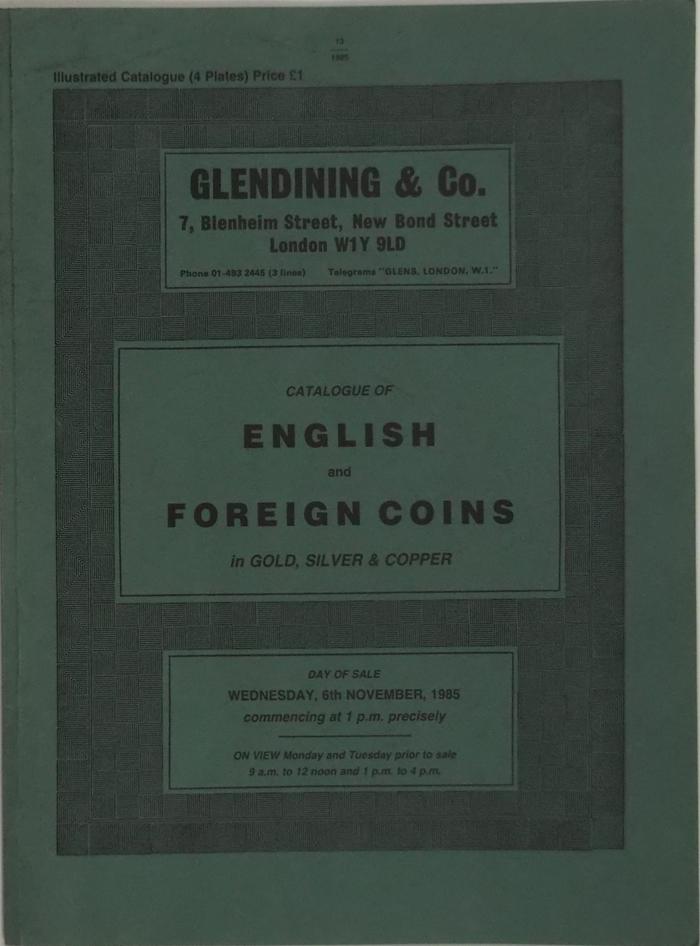 13
1985
Illustrated Catalogue (4 Plates) Price £1
GLENDINING & Co.
7, Blenheim Street, New Bond Street
London W1Y 9LD
Phone 01-493 2445 (3 lines) Telegrams "GLENS, LONDON, W.1."
CATALOGUE OF
ENGLISH
and
FOREIGN COINS
in GOLD, SILVER & COPPER
DAY OF SALE
WEDNESDAY, 6th NOVEMBER, 1985
commencing at 1 p.m. precisely
ON VIEW Monday and Tuesday prior to sale
9 a.m. to 12 noon and 1 p.m. to 4 p.m.